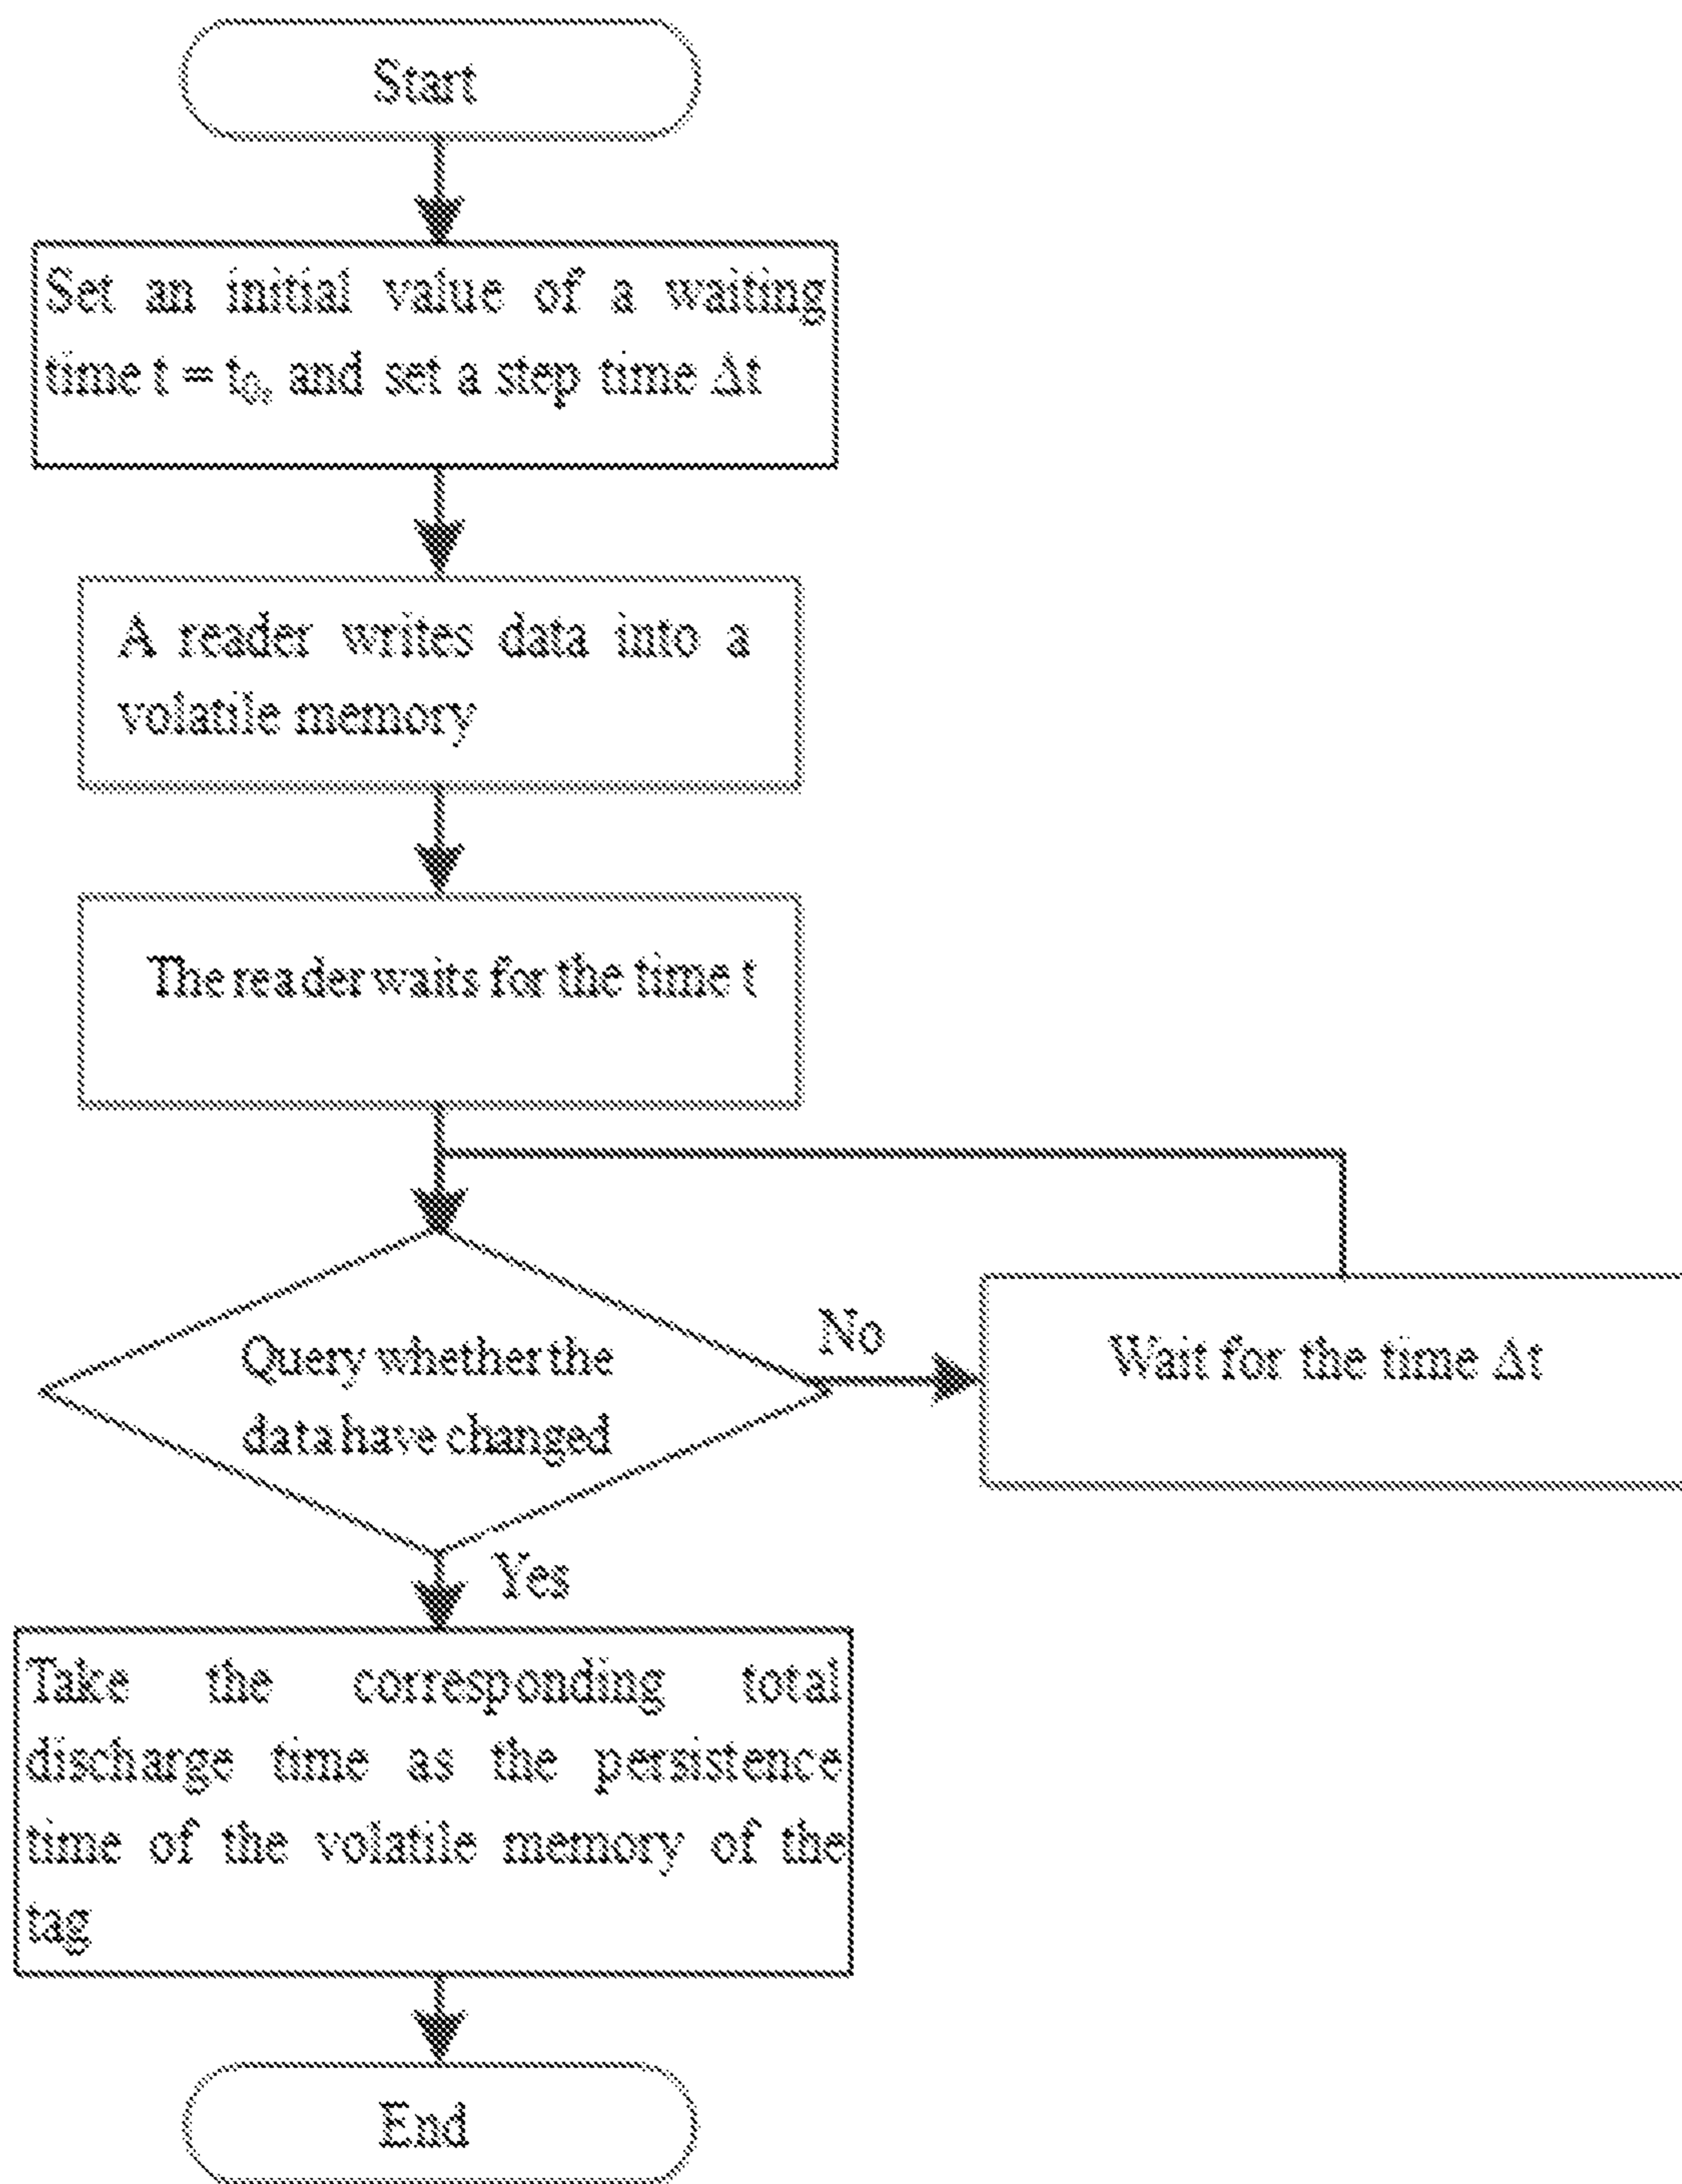 Start
Set an initial value of a waiting
time t = t₀, and set a step time Δt
A reader writes data into a
volatile memory
The reader waits for the time t
Query whether the
data have changed
No
Wait for the time Δt
Yes
Take the corresponding total
discharge time as the persistence
time of the volatile memory of the
tag
End